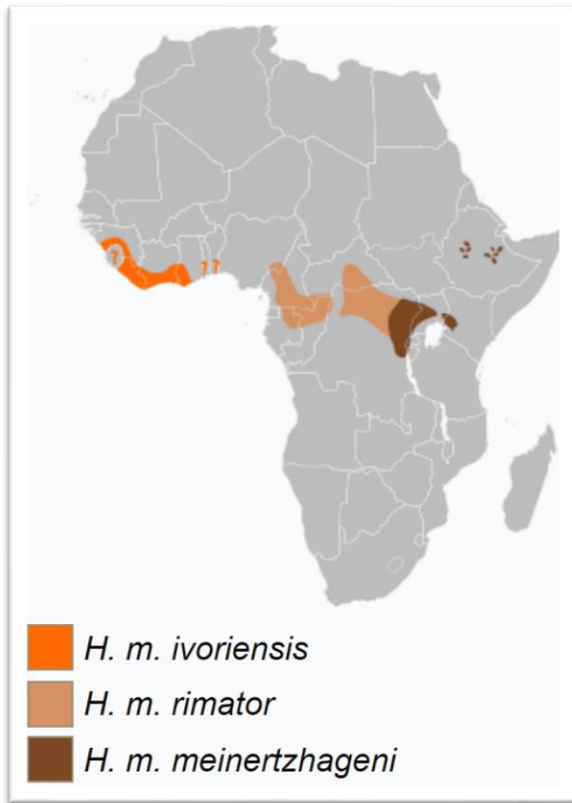 ?
? ?
H. m. ivoriensis
H. m. rimator
H. m. meinertzhageni